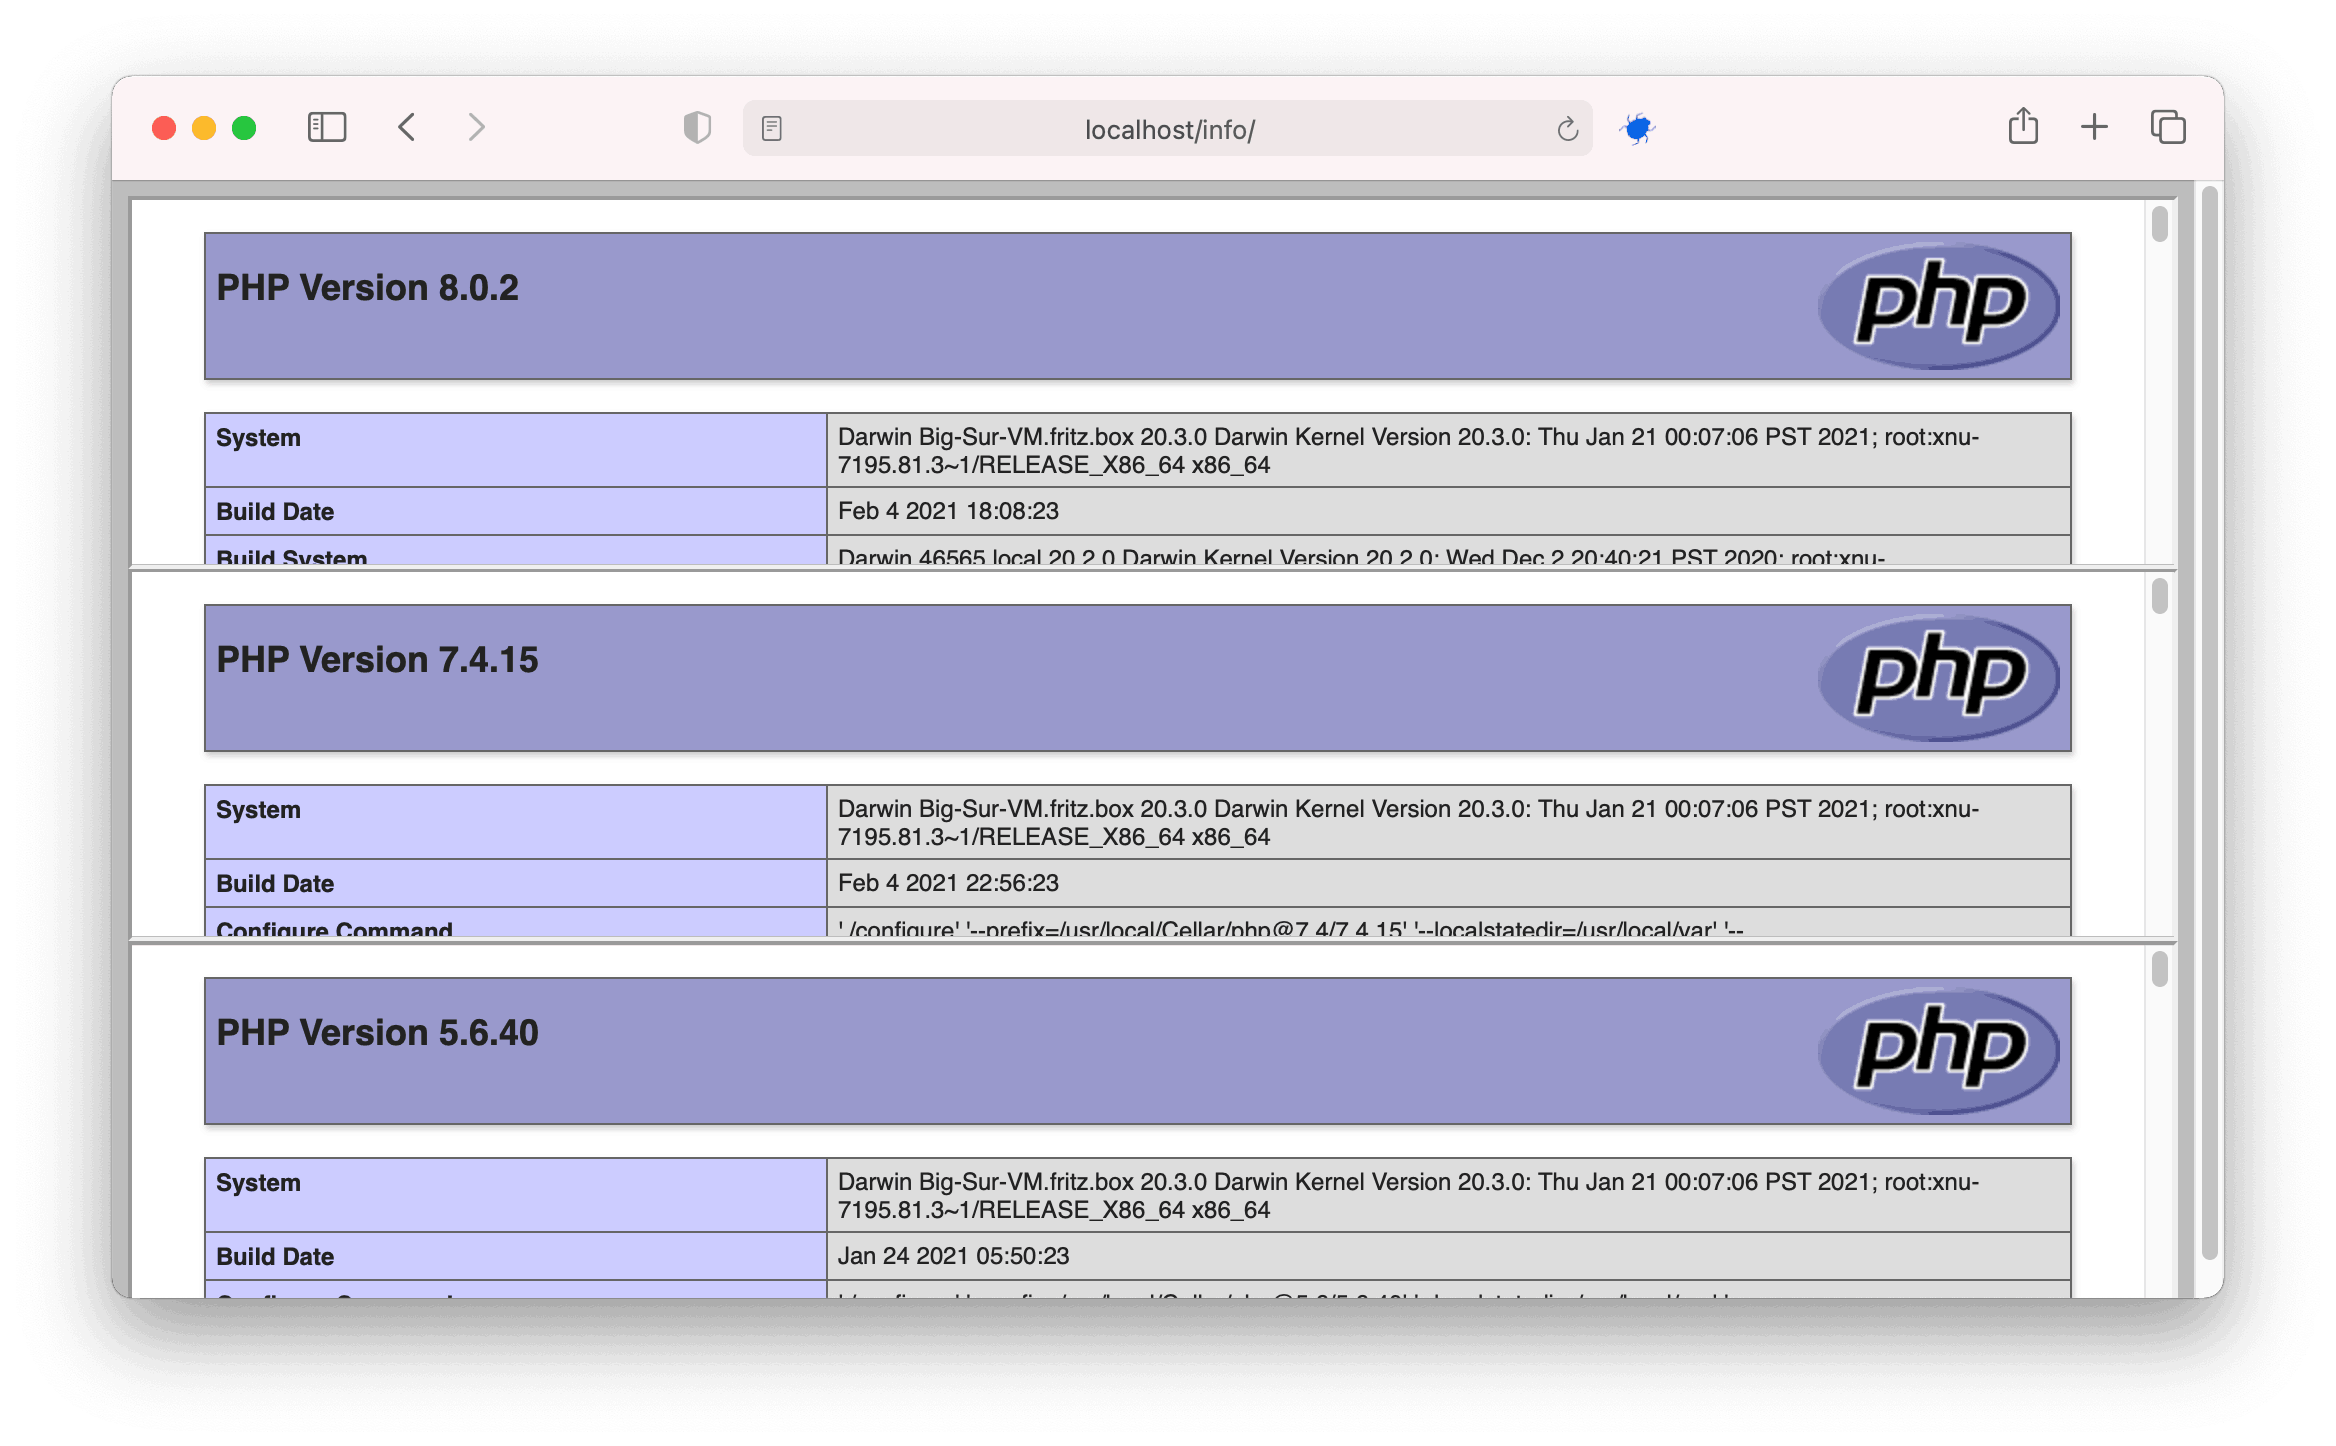 localhost/info/
PHP Version 8.0.2
php
System
Darwin Big-Sur-VM.fritz.box 20.3.0 Darwin Kernel Version 20.3.0: Thu Jan 21 00:07:06 PST 2021; root:xnu-
7195.81.3~1/RELEASE_X86_64 x86_64
Build Date
Feb 4 2021 18:08:23
Build System
Darwin 46565.local 20.2.0 Darwin Kernel Version 20.2.0: Wed Dec 2 20:40:21 PST 2020; root:xnu-
PHP Version 7.4.15
php
System
Darwin Big-Sur-VM.fritz.box 20.3.0 Darwin Kernel Version 20.3.0: Thu Jan 21 00:07:06 PST 2021; root:xnu-
7195.81.3~1/RELEASE_X86_64 x86_64
Build Date
Feb 4 2021 22:56:23
Configure Command
'./configure' '--prefix=/usr/local/Cellar/php@7.4/7.4.15' '--localstatedir=/usr/local/var' '--
PHP Version 5.6.40
php
System
Darwin Big-Sur-VM.fritz.box 20.3.0 Darwin Kernel Version 20.3.0: Thu Jan 21 00:07:06 PST 2021; root:xnu-
7195.81.3~1/RELEASE_X86_64 x86_64
Build Date
Jan 24 2021 05:50:23